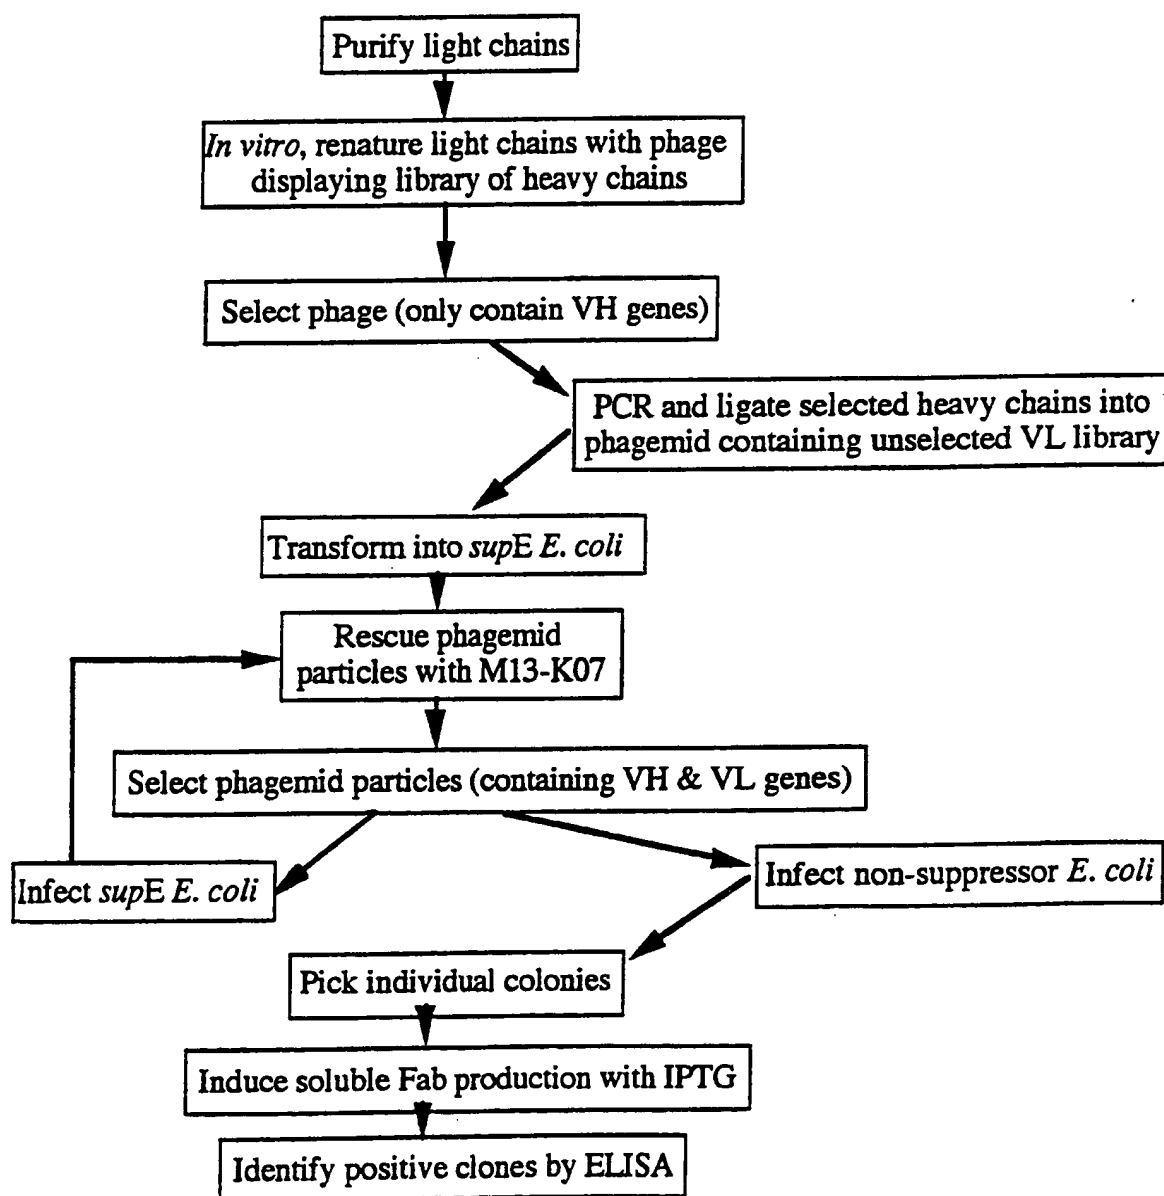 Purify light chains
In vitro, renature light chains with phage
displaying library of heavy chains
Select phage (only contain VH genes)
PCR and ligate selected heavy chains into
phagemid containing unselected VL library
Transform into supE E. coli
Rescue phagemid
particles with M13-K07
Select phagemid particles (containing VH & VL genes)
Infect supE E. coli
Infect non-suppressor E. coli
Pick individual colonies
Induce soluble Fab production with IPTG
Identify positive clones by ELISA